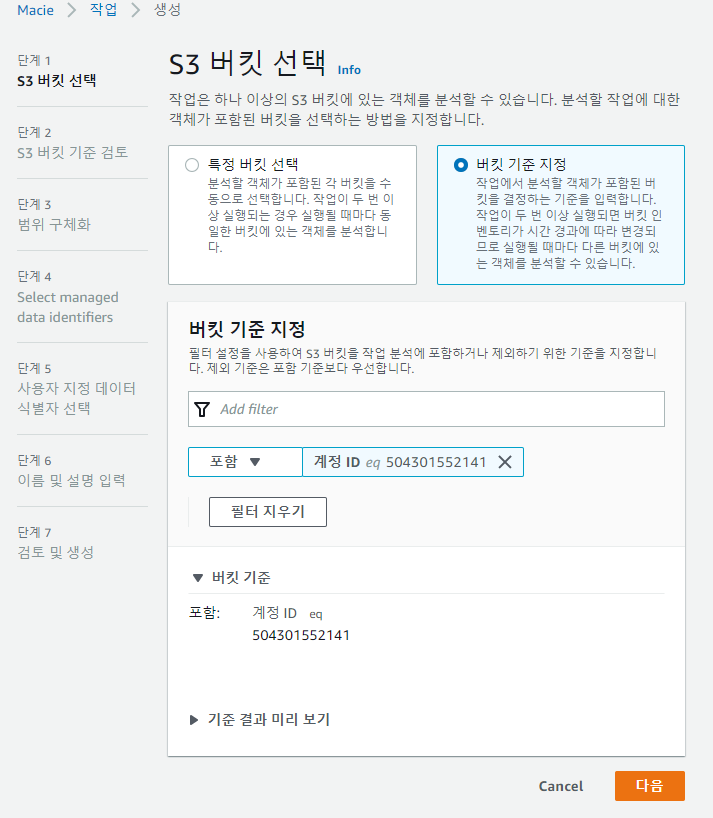 Macie > 작업 > 생성
단계 1
S3 버킷 선택
단계 2
S3 버킷 기준 검토
단계 3
범위 구체화
단계 4
Select managed
data identifiers
단계 5
사용자 지정 데이터
식별자 선택
단계 6
이름 및 설명 입력
단계 7
검토 및 생성
S3 버킷 선택 Info
작업은 하나 이상의 S3 버킷에 있는 객체를 분석할 수 있습니다. 분석할 작업에 대한
객체가 포함된 버킷을 선택하는 방법을 지정합니다.
특정 버킷 선택
분석할 객체가 포함된 각 버킷을 수
동으로 선택합니다. 작업이 두 번 이
상 실행되는 경우 실행될 때마다 동
일한 버킷에 있는 객체를 분석합니
다.
버킷 기준 지정
작업에서 분석할 객체가 포함된 버
킷을 결정하는 기준을 입력합니다.
작업이 두 번 이상 실행되면 버킷 인
벤토리가 시간 경과에 따라 변경되
므로 실행될 때마다 다른 버킷에 있
는 객체를 분석할 수 있습니다.
버킷 기준 지정
필터 설정을 사용하여 S3 버킷을 작업 분석에 포함하거나 제외하기 위한 기준을 지정합니
다. 제외 기준은 포함 기준보다 우선합니다.
Add filter
포함 ▼ 계정 ID eq 504301552141 ✕
필터 지우기
▼ 버킷 기준
포함: 계정 ID eq
504301552141
▶ 기준 결과 미리 보기
Cancel 다음